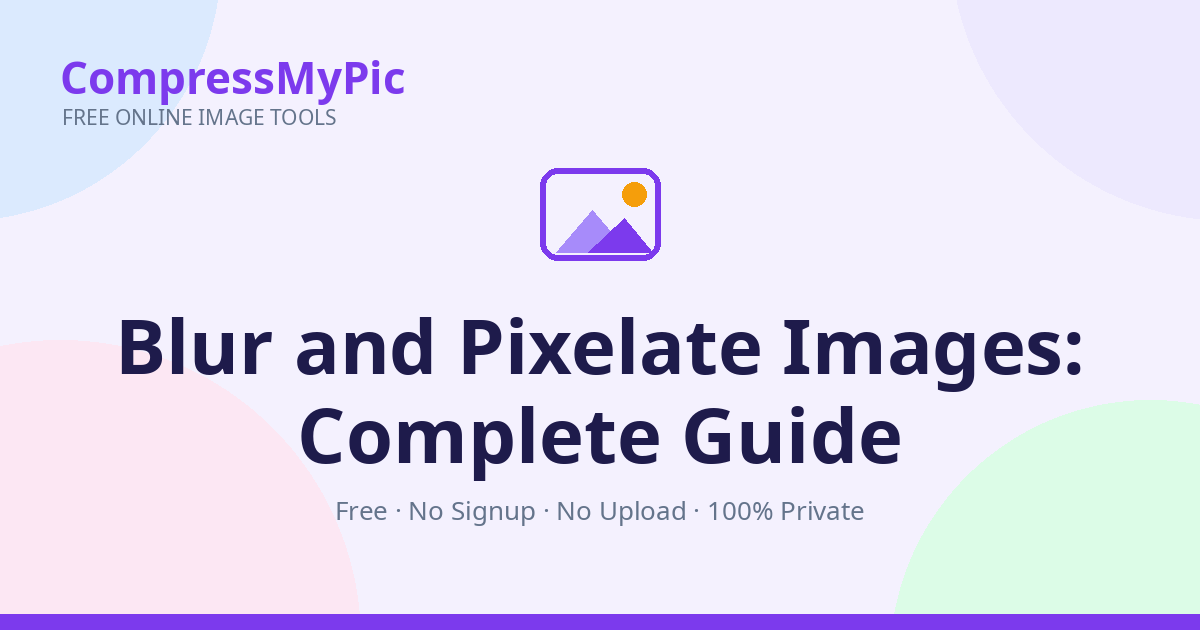 CompressMyPic
FREE ONLINE IMAGE TOOLS
Blur and Pixelate Images:
Complete Guide
Free · No Signup · No Upload · 100% Private